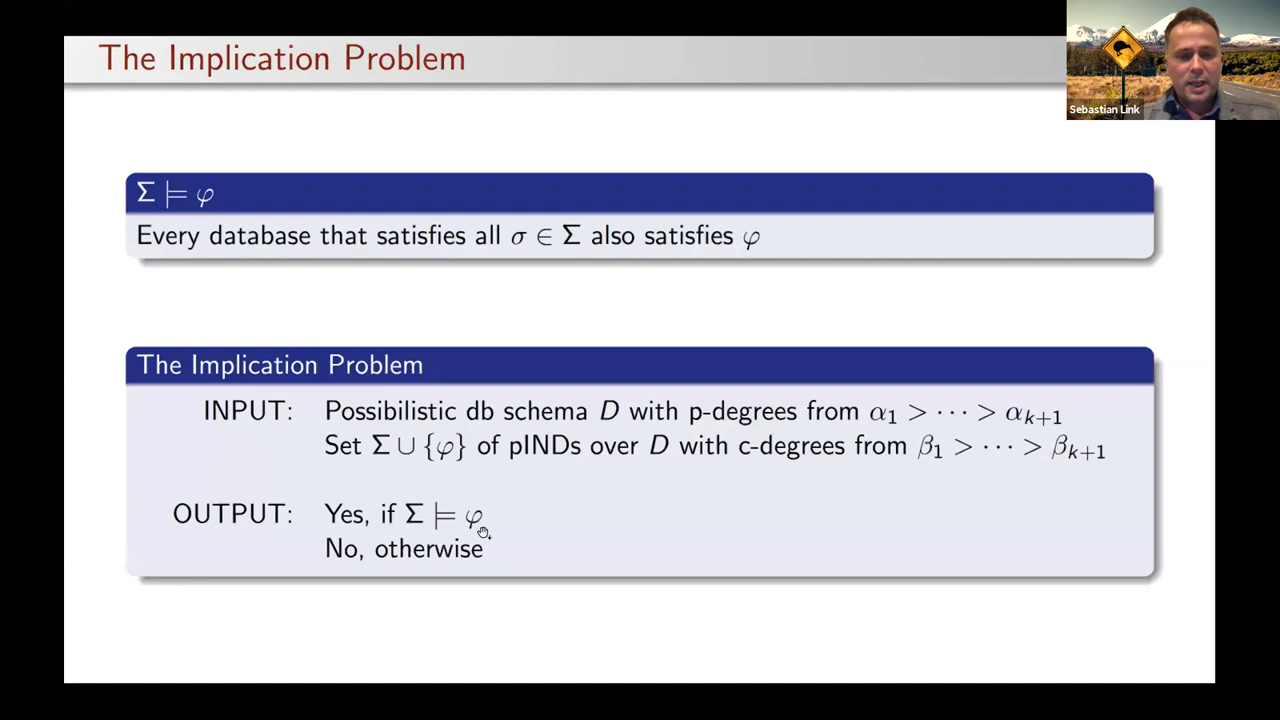 The Implication Problem
Sebastian Link
Σ ⊨ φ
Every database that satisfies all σ ∈ Σ also satisfies φ
The Implication Problem
INPUT: Possibilistic db schema D with p-degrees from α₁ > ⋯ > αₖ₊₁
Set Σ ∪ {φ} of pINDs over D with c-degrees from β₁ > ⋯ > βₖ₊₁
OUTPUT: Yes, if Σ ⊨ φ
No, otherwise